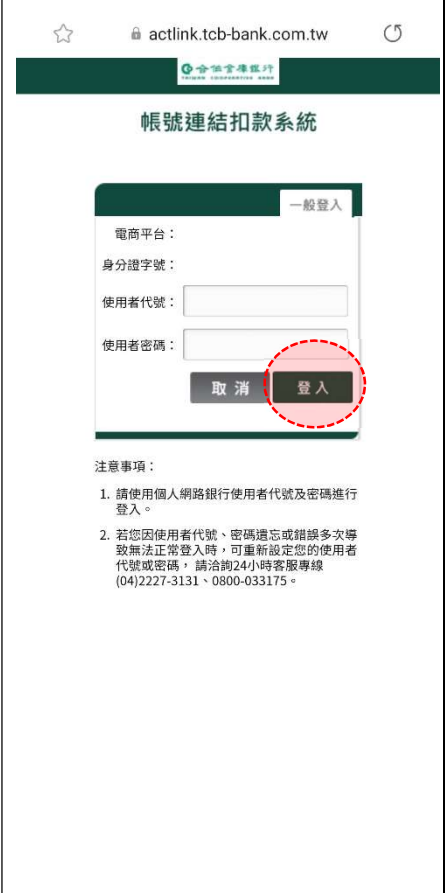 actlink.tcb-bank.com.tw
合作金庫銀行
TAIWAN COOPERATIVE BANK
帳號連結扣款系統
一般登入
電商平台：
身分證字號：
使用者代號：
使用者密碼：
取消 登入
注意事項：
1. 請使用個人網路銀行使用者代號及密碼進行
登入。
2. 若您因使用者代號、密碼遺忘或錯誤多次導
致無法正常登入時，可重新設定您的使用者
代號或密碼， 請洽詢24小時客服專線
(04)2227-3131、0800-033175。